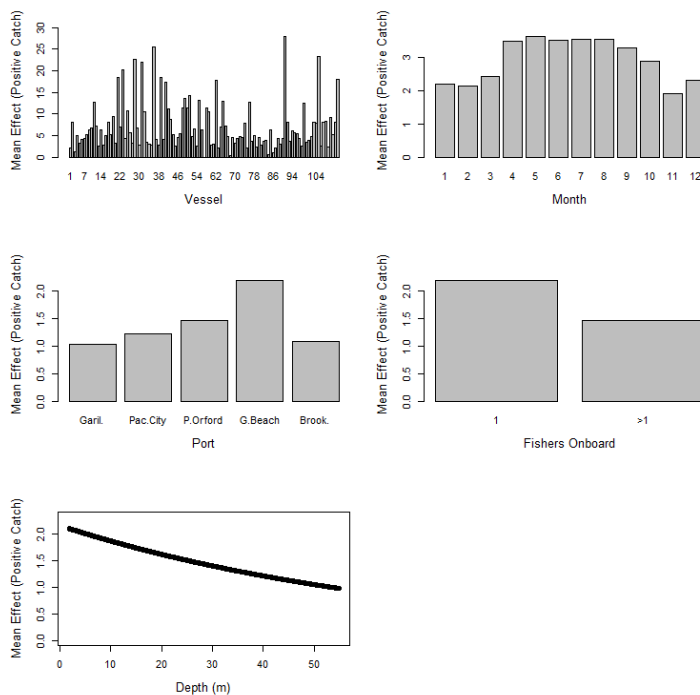 Mean Effect (Positive Catch)
0 5 10 15 20 25 30
1 7 14 22 30 38 46 54 62 70 78 86 94 104
Vessel
Mean Effect (Positive Catch)
0 1 2 3
1 2 3 4 5 6 7 8 9 10 11 12
Month
Mean Effect (Positive Catch)
0.0 0.5 1.0 1.5 2.0
Garil. Pac.City P.Orford G.Beach Brook.
Port
Mean Effect (Positive Catch)
0.0 0.5 1.0 1.5 2.0
1 >1
Fishers Onboard
Mean Effect (Positive Catch)
0.0 0.5 1.0 1.5 2.0
0 10 20 30 40 50
Depth (m)